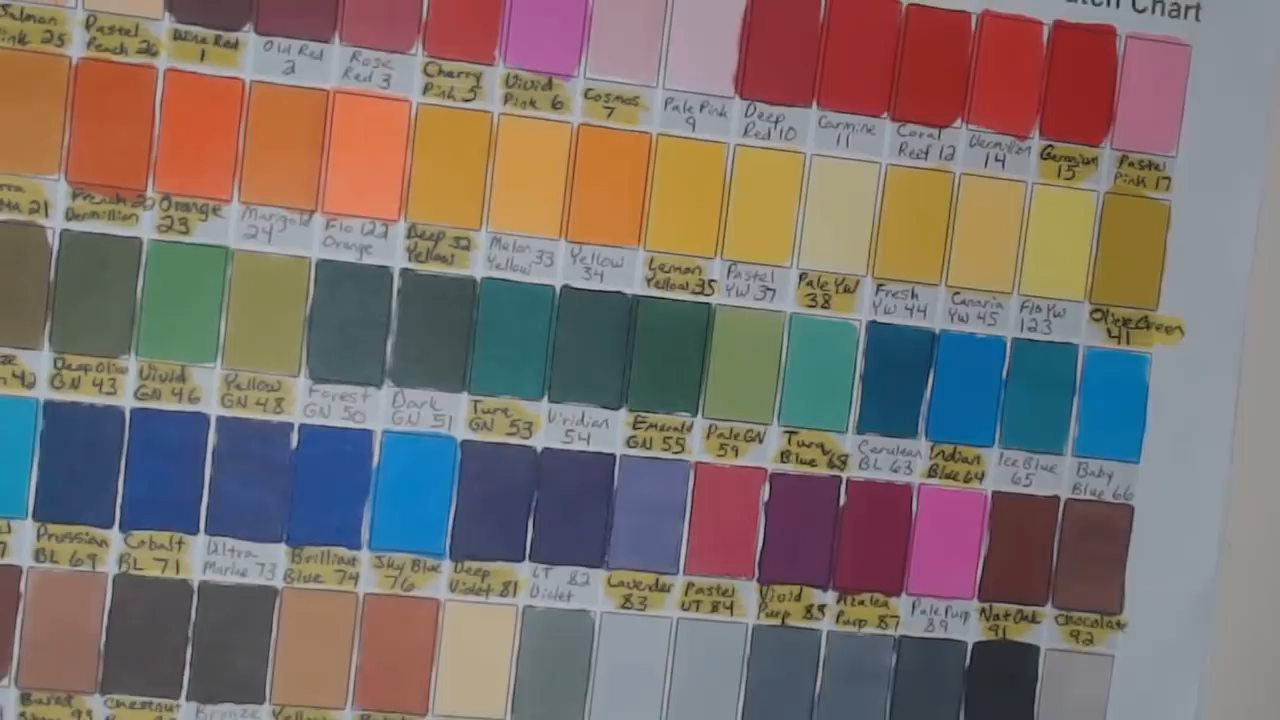 Chart
Salmon
Pink 25
Pastel
Peach 26
Wine Red
1
Old Red
2
Rose
Red 3
Cherry
Pink 5
Vivid
Pink 6
Cosmos
7
Pale Pink
9
Deep
Red 10
Carmine
11
Coral
Reef 12
Vermillion
14
Geranium
15
Pastel
Pink 17
21
French 22
Vermillion
Orange
23
Marigold
24
Flo 122
Orange
Deep 32
Yellow
Melon 33
Yellow
Yellow
34
Lemon
Yellow 35
Pastel
YW 37
Pale YW
38
Fresh
YW 44
Canaria
YW 45
Flo YW
123
Olive Green
41
42
Deep Olive
GN 43
Vivid
GN 46
Yellow
GN 48
Forest
GN 50
Dark
GN 51
Turq
GN 53
Viridian
54
Emerald
GN 55
Pale GN
59
Turq
Blue 68
Cerulean
BL 63
Indian
Blue 64
Ice Blue
65
Baby
Blue 66
Prussian
BL 69
Cobalt
BL 71
Ultra
Marine 73
Brilliant
Blue 74
Sky Blue
76
Deep
Violet 81
LT 82
Violet
Lavender
83
Pastel
VT 84
Vivid
Purp 85
Azalea
Purp 87
Pale Purp
89
Nat Oak
91
Chocolate
92
Burnt
Chestnut
Bronze